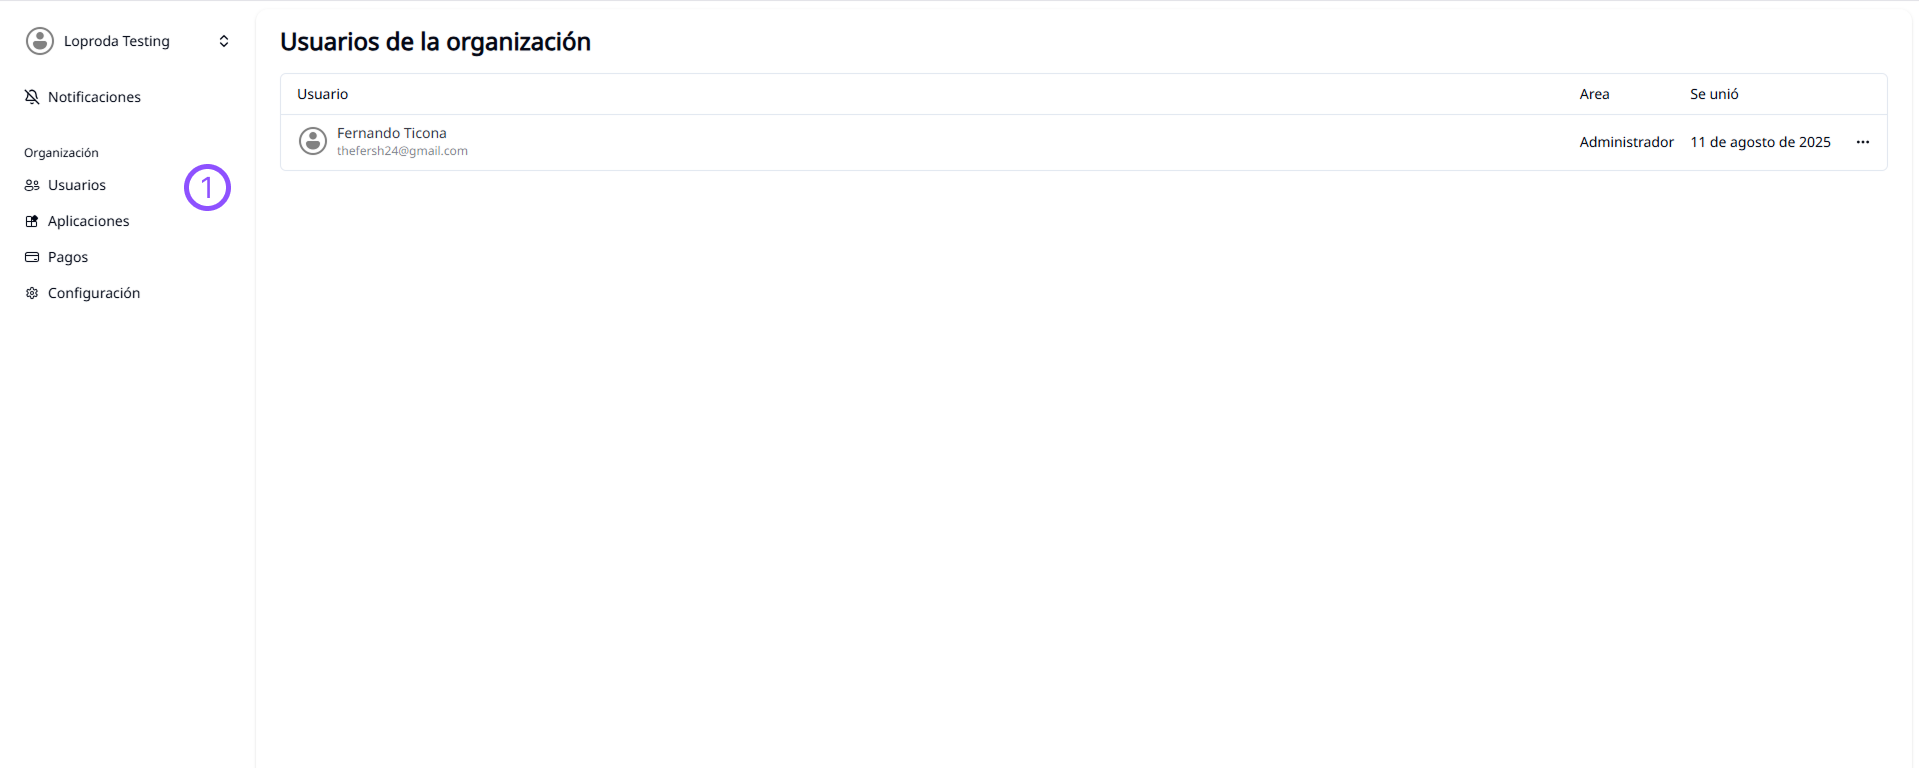 Loproda Testing
Notificaciones
Organización
Usuarios
1
Aplicaciones
Pagos
Configuración
Usuarios de la organización
Usuario Area Se unió
Fernando Ticona
thefersh24@gmail.com
Administrador 11 de agosto de 2025